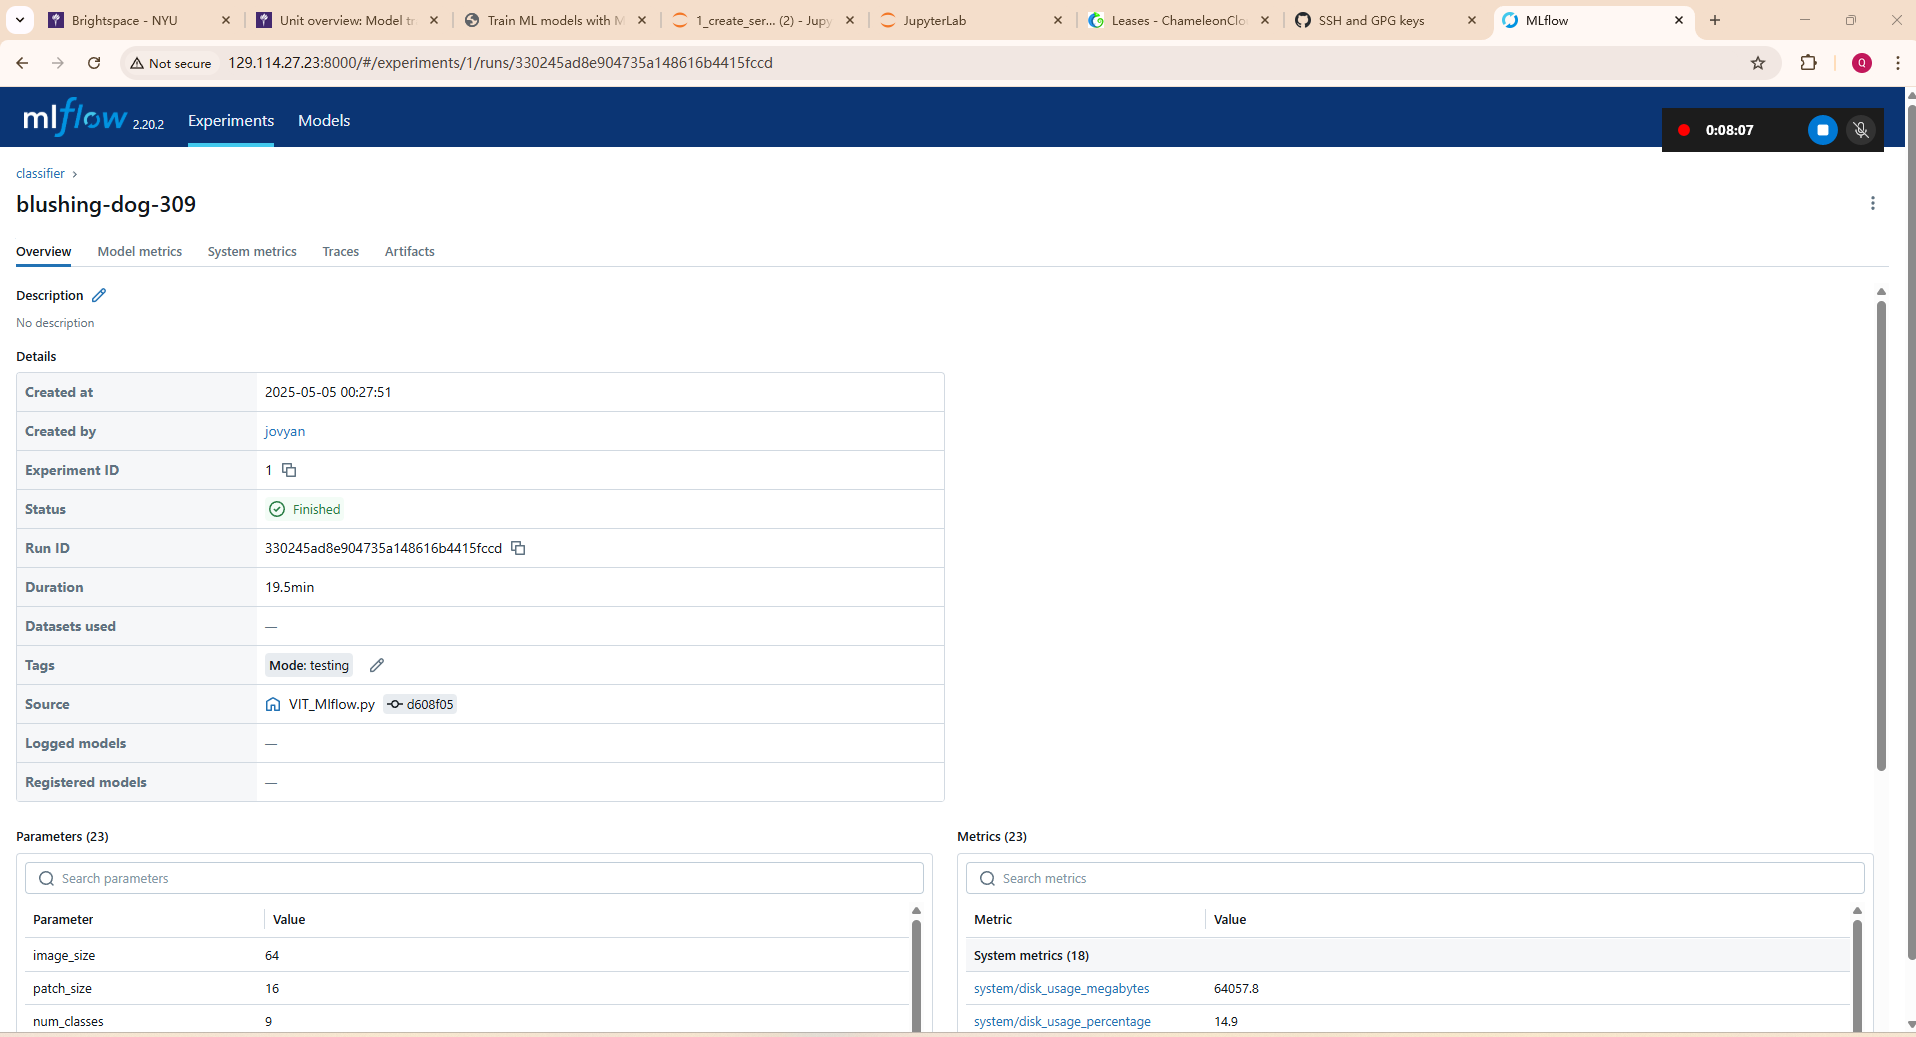 Brightspace - NYU
Unit overview: Model tr
Train ML models with M
1_create_ser... (2) - Jupy
JupyterLab
Leases - ChameleonClo
SSH and GPG keys
MLflow
Not secure
129.114.27.23:8000/#/experiments/1/runs/330245ad8e904735a148616b4415fccd
Q
mlflow 2.20.2
Experiments
Models
0:08:07
classifier
blushing-dog-309
Overview
Model metrics
System metrics
Traces
Artifacts
Description
No description
Details
Created at 2025-05-05 00:27:51
Created by jovyan
Experiment ID 1
Status Finished
Run ID 330245ad8e904735a148616b4415fccd
Duration 19.5min
Datasets used —
Tags Mode: testing
Source VIT_Mlflow.py d608f05
Logged models —
Registered models —
Parameters (23)
Search parameters
Parameter Value
image_size 64
patch_size 16
num_classes 9
Metrics (23)
Search metrics
Metric Value
System metrics (18)
system/disk_usage_megabytes 64057.8
system/disk_usage_percentage 14.9